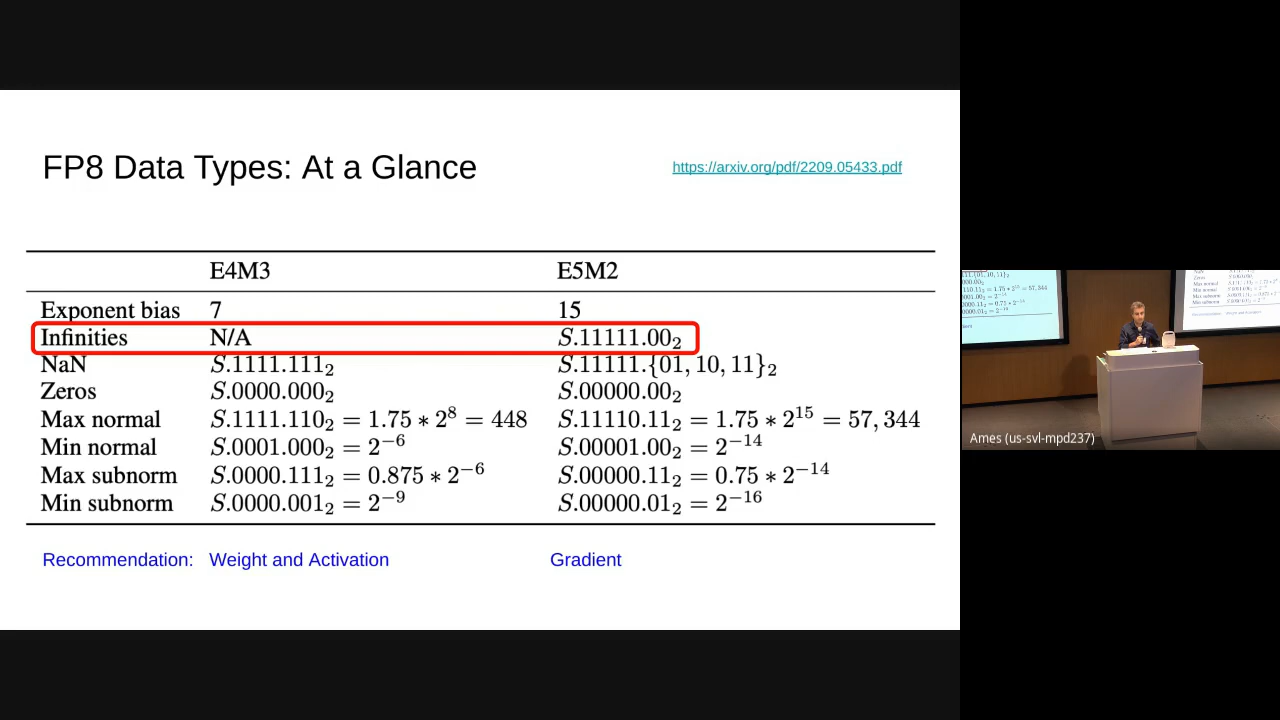 FP8 Data Types: At a Glance
https://arxiv.org/pdf/2209.05433.pdf
E4M3 E5M2
Exponent bias 7 15
Infinities N/A S.11111.00₂
NaN S.1111.111₂ S.11111.{01, 10, 11}₂
Zeros S.0000.000₂ S.00000.00₂
Max normal S.1111.110₂ = 1.75 * 2⁸ = 448 S.11110.11₂ = 1.75 * 2¹⁵ = 57,344
Min normal S.0001.000₂ = 2⁻⁶ S.00001.00₂ = 2⁻¹⁴
Max subnorm S.0000.111₂ = 0.875 * 2⁻⁶ S.00000.11₂ = 0.75 * 2⁻¹⁴
Min subnorm S.0000.001₂ = 2⁻⁹ S.00000.01₂ = 2⁻¹⁶
Recommendation: Weight and Activation Gradient
Ames (us-svl-mpd237)